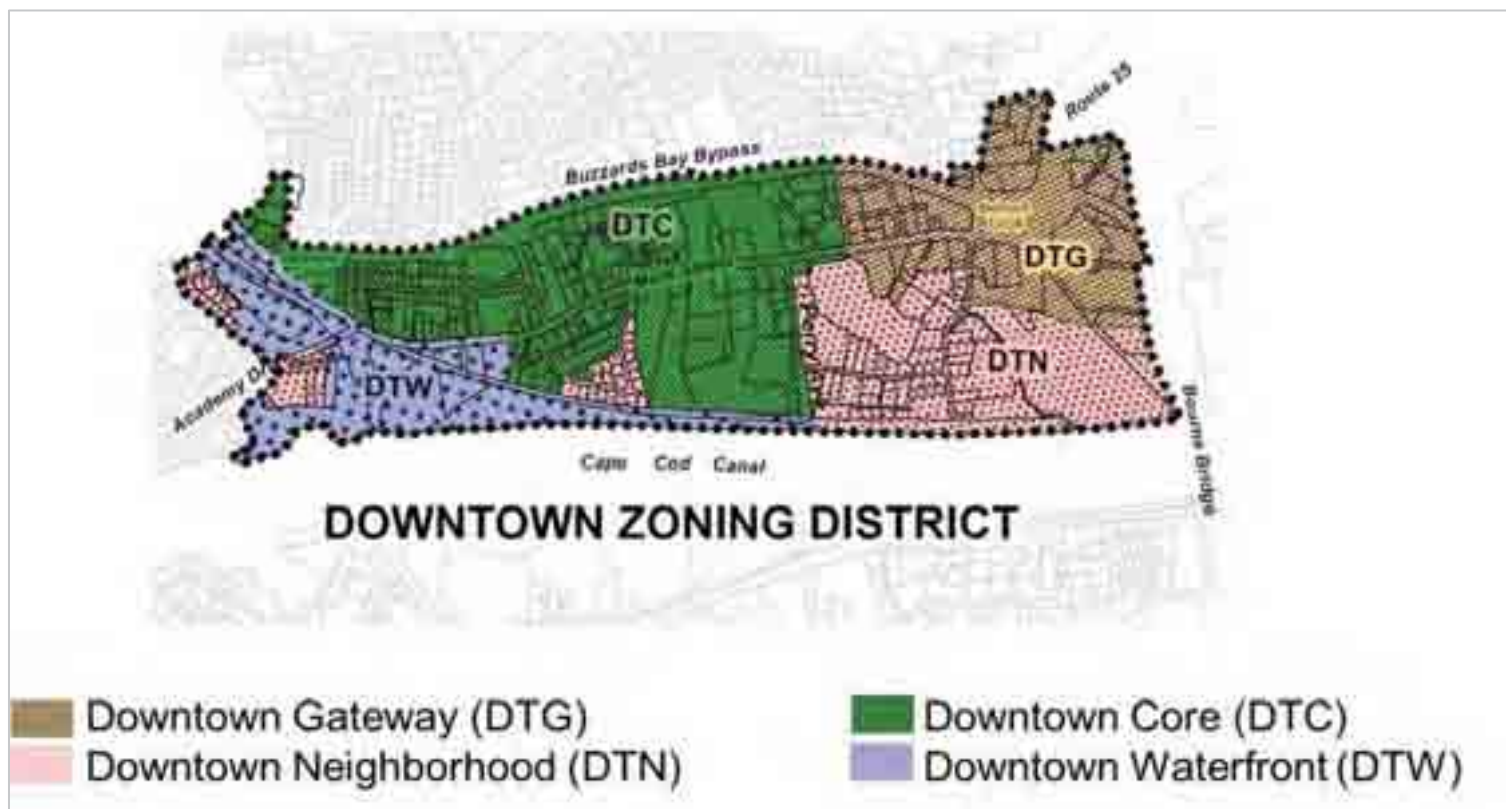 Route 25
Buzzards Bay Bypass
DTC
DTG
DTN
DTW
Academy D
Cape Cod Canal
Bourne Bridge
DOWNTOWN ZONING DISTRICT
Downtown Gateway (DTG)
Downtown Core (DTC)
Downtown Neighborhood (DTN)
Downtown Waterfront (DTW)